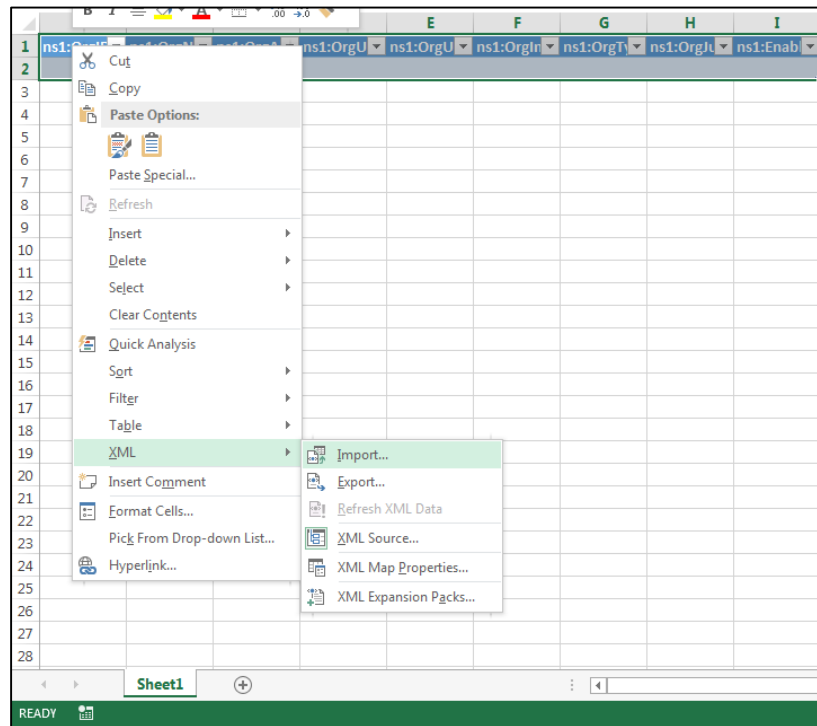 B I A .00 .0
E F G H I
1 ns1:OrgU ns1:OrgU ns1:OrgIn ns1:OrgTy ns1:OrgJu ns1:Enabl
2
3
4
5
6
7
8
9
10
11
12
13
14
15
16
17
18
19
20
21
22
23
24
25
26
27
28
Cut
Copy
Paste Options:
Paste Special...
Refresh
Insert
Delete
Select
Clear Contents
Quick Analysis
Sort
Filter
Table
XML
Insert Comment
Format Cells...
Pick From Drop-down List...
Hyperlink...
Import...
Export...
Refresh XML Data
XML Source...
XML Map Properties...
XML Expansion Packs...
Sheet1
READY